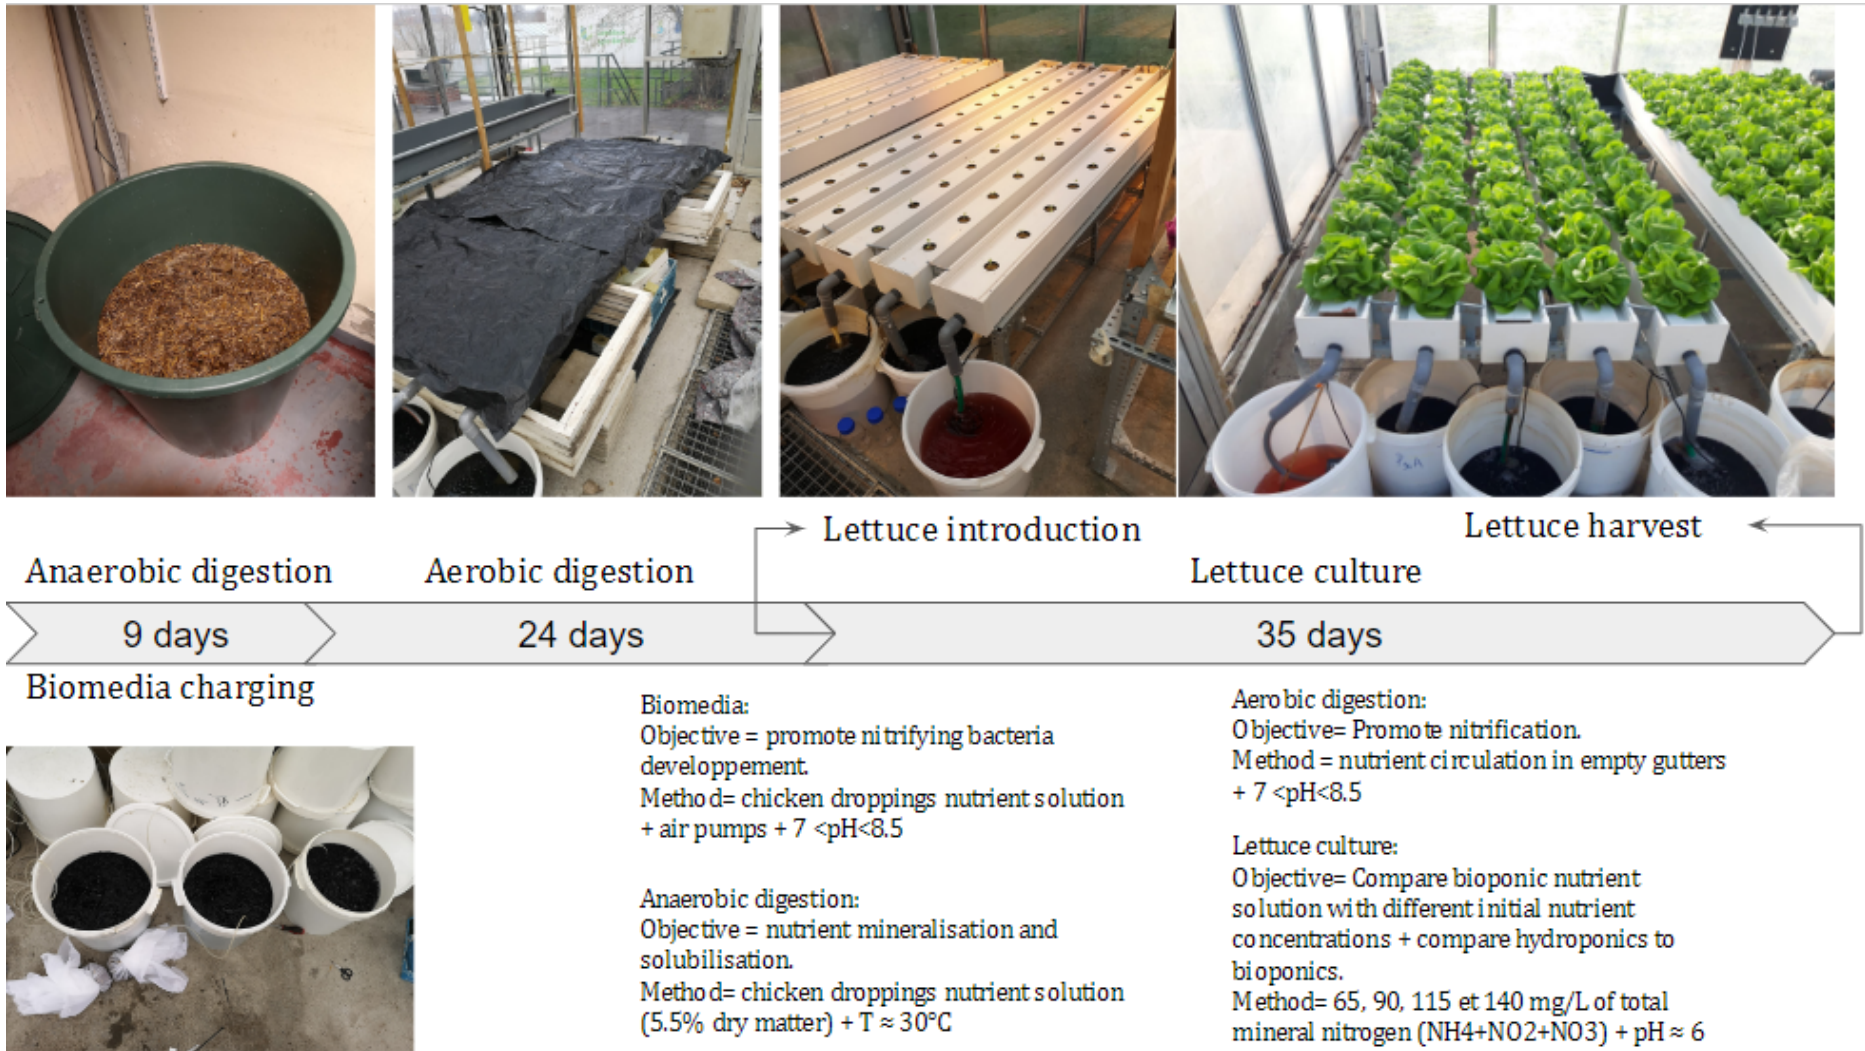 Lettuce introduction
Lettuce harvest
Anaerobic digestion
Aerobic digestion
Lettuce culture
9 days
24 days
35 days
Biomedia charging
Biomedia:
Objective = promote nitrifying bacteria
developpement.
Method= chicken droppings nutrient solution
+ air pumps + 7 <pH<8.5
Anaerobic digestion:
Objective = nutrient mineralisation and
solubilisation.
Method= chicken droppings nutrient solution
(5.5% dry matter) + T ≈ 30°C
Aerobic digestion:
Objective= Promote nitrification.
Method = nutrient circulation in empty gutters
+ 7 <pH<8.5
Lettuce culture:
Objective= Compare bioponic nutrient
solution with different initial nutrient
concentrations + compare hydroponics to
bioponics.
Method= 65, 90, 115 et 140 mg/L of total
mineral nitrogen (NH4+NO2+NO3) + pH ≈ 6